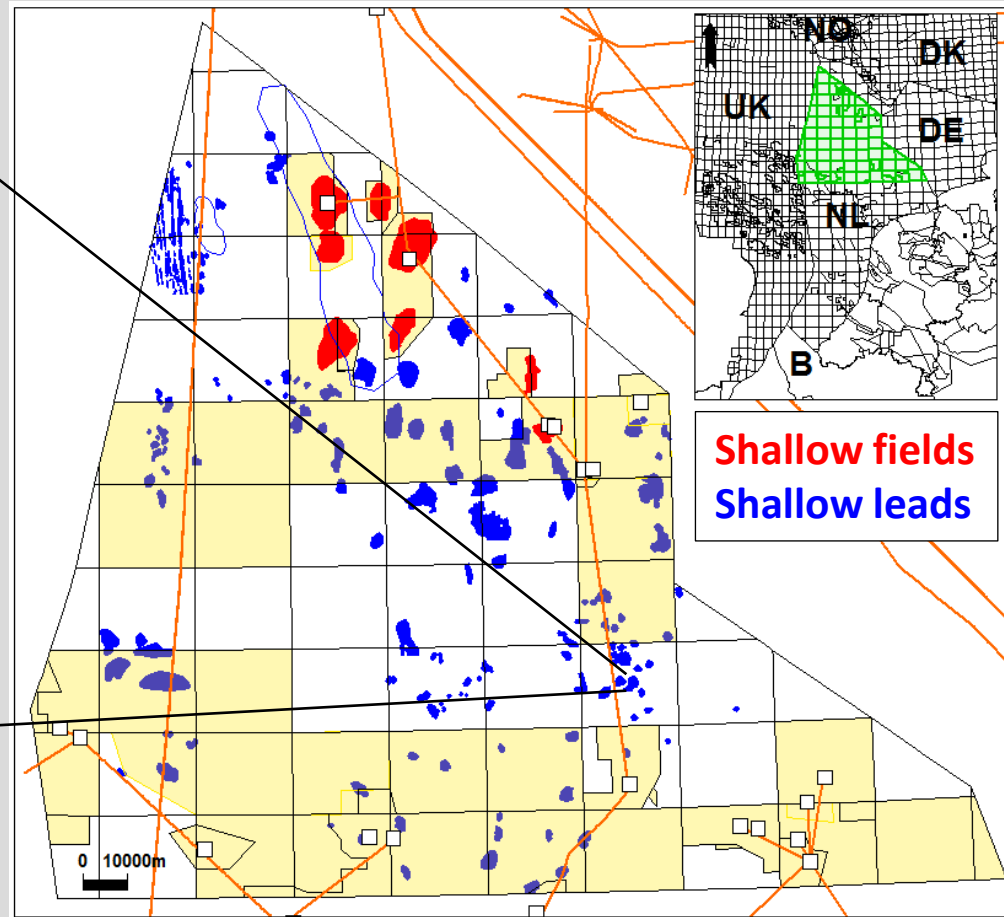 NO
DK
UK
DE
NL
B
Shallow fields
Shallow leads
0 10000m